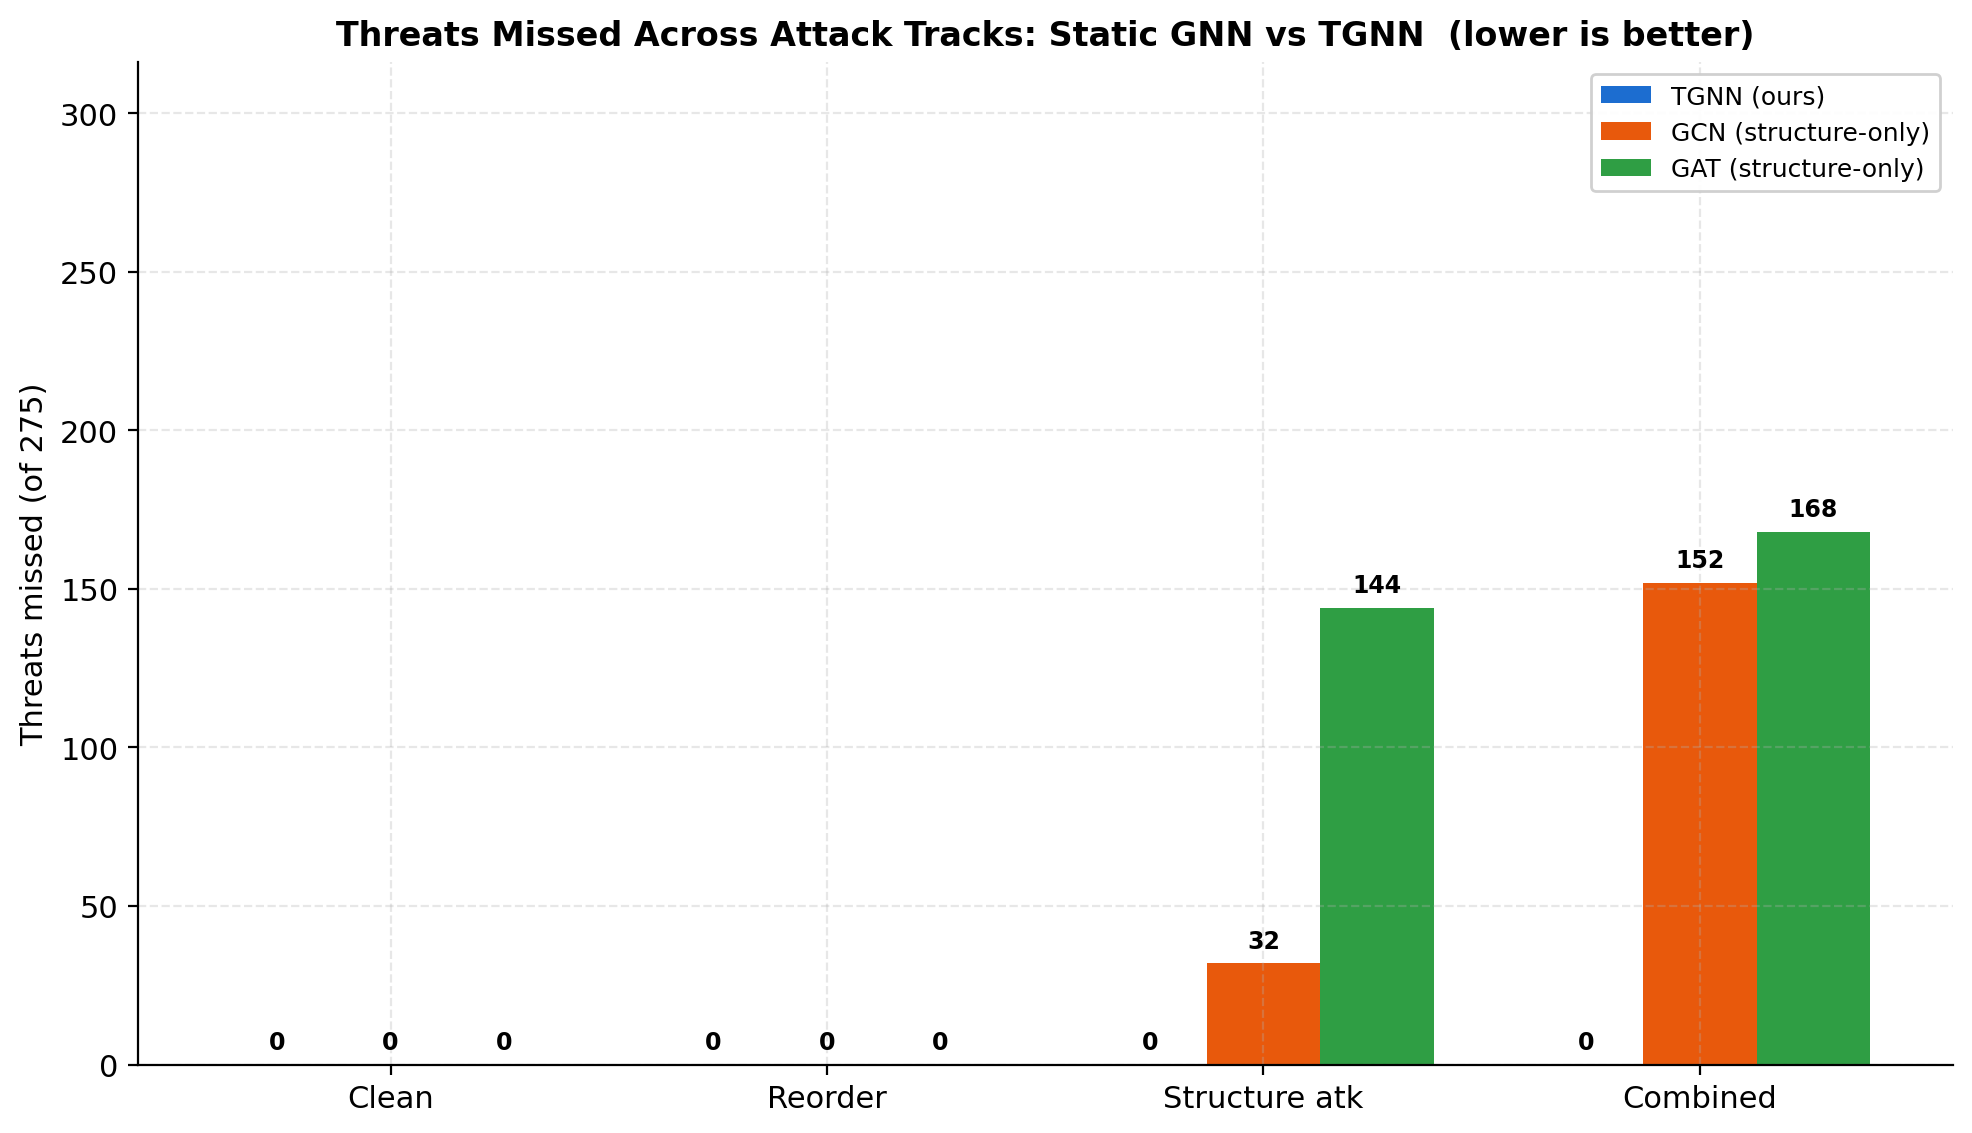 Threats Missed Across Attack Tracks: Static GNN vs TGNN  (lower is better)
TGNN (ours)
GCN (structure-only)
GAT (structure-only)
Threats missed (of 275)
300
250
200
150
100
50
0
168
152
144
32
0 0 0 0 0 0 0 0
Clean Reorder Structure atk Combined